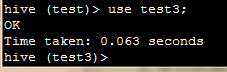 hive (test)> use test3;
OK
Time taken: 0.063 seconds
hive (test3)>